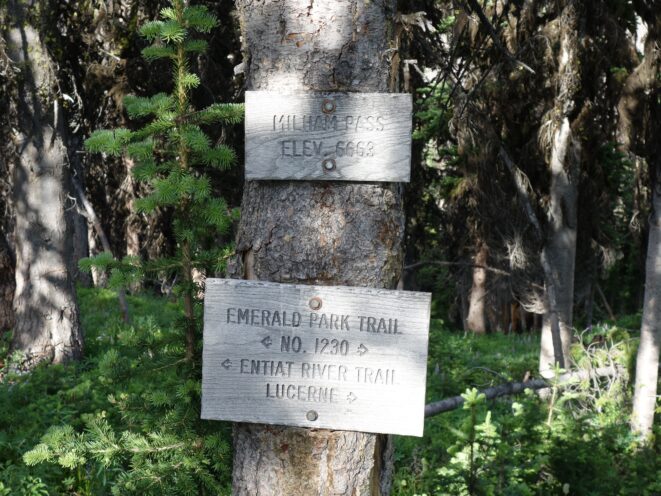 MILHAM PASS
ELEV. 6663
EMERALD PARK TRAIL
← NO. 1230 →
← ENTIAT RIVER TRAIL
LUCERNE →